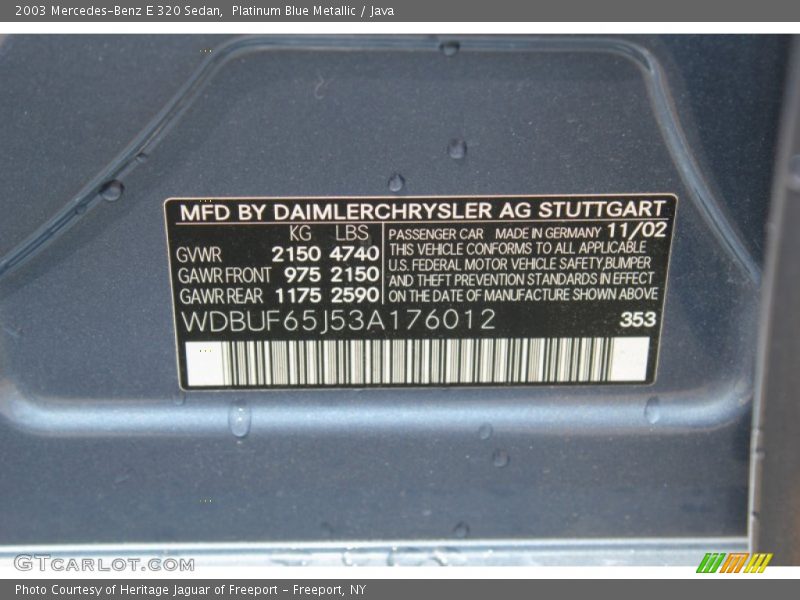 2003 Mercedes-Benz E 320 Sedan, Platinum Blue Metallic / Java
MFD BY DAIMLERCHRYSLER AG STUTTGART
KG LBS
GVWR 2150 4740
GAWR FRONT 975 2150
GAWR REAR 1175 2590
PASSENGER CAR MADE IN GERMANY 11/02
THIS VEHICLE CONFORMS TO ALL APPLICABLE
U.S. FEDERAL MOTOR VEHICLE SAFETY,BUMPER
AND THEFT PREVENTION STANDARDS IN EFFECT
ON THE DATE OF MANUFACTURE SHOWN ABOVE
WDBUF65J53A176012 353
GTCARLOT.COM
Photo Courtesy of Heritage Jaguar of Freeport - Freeport, NY